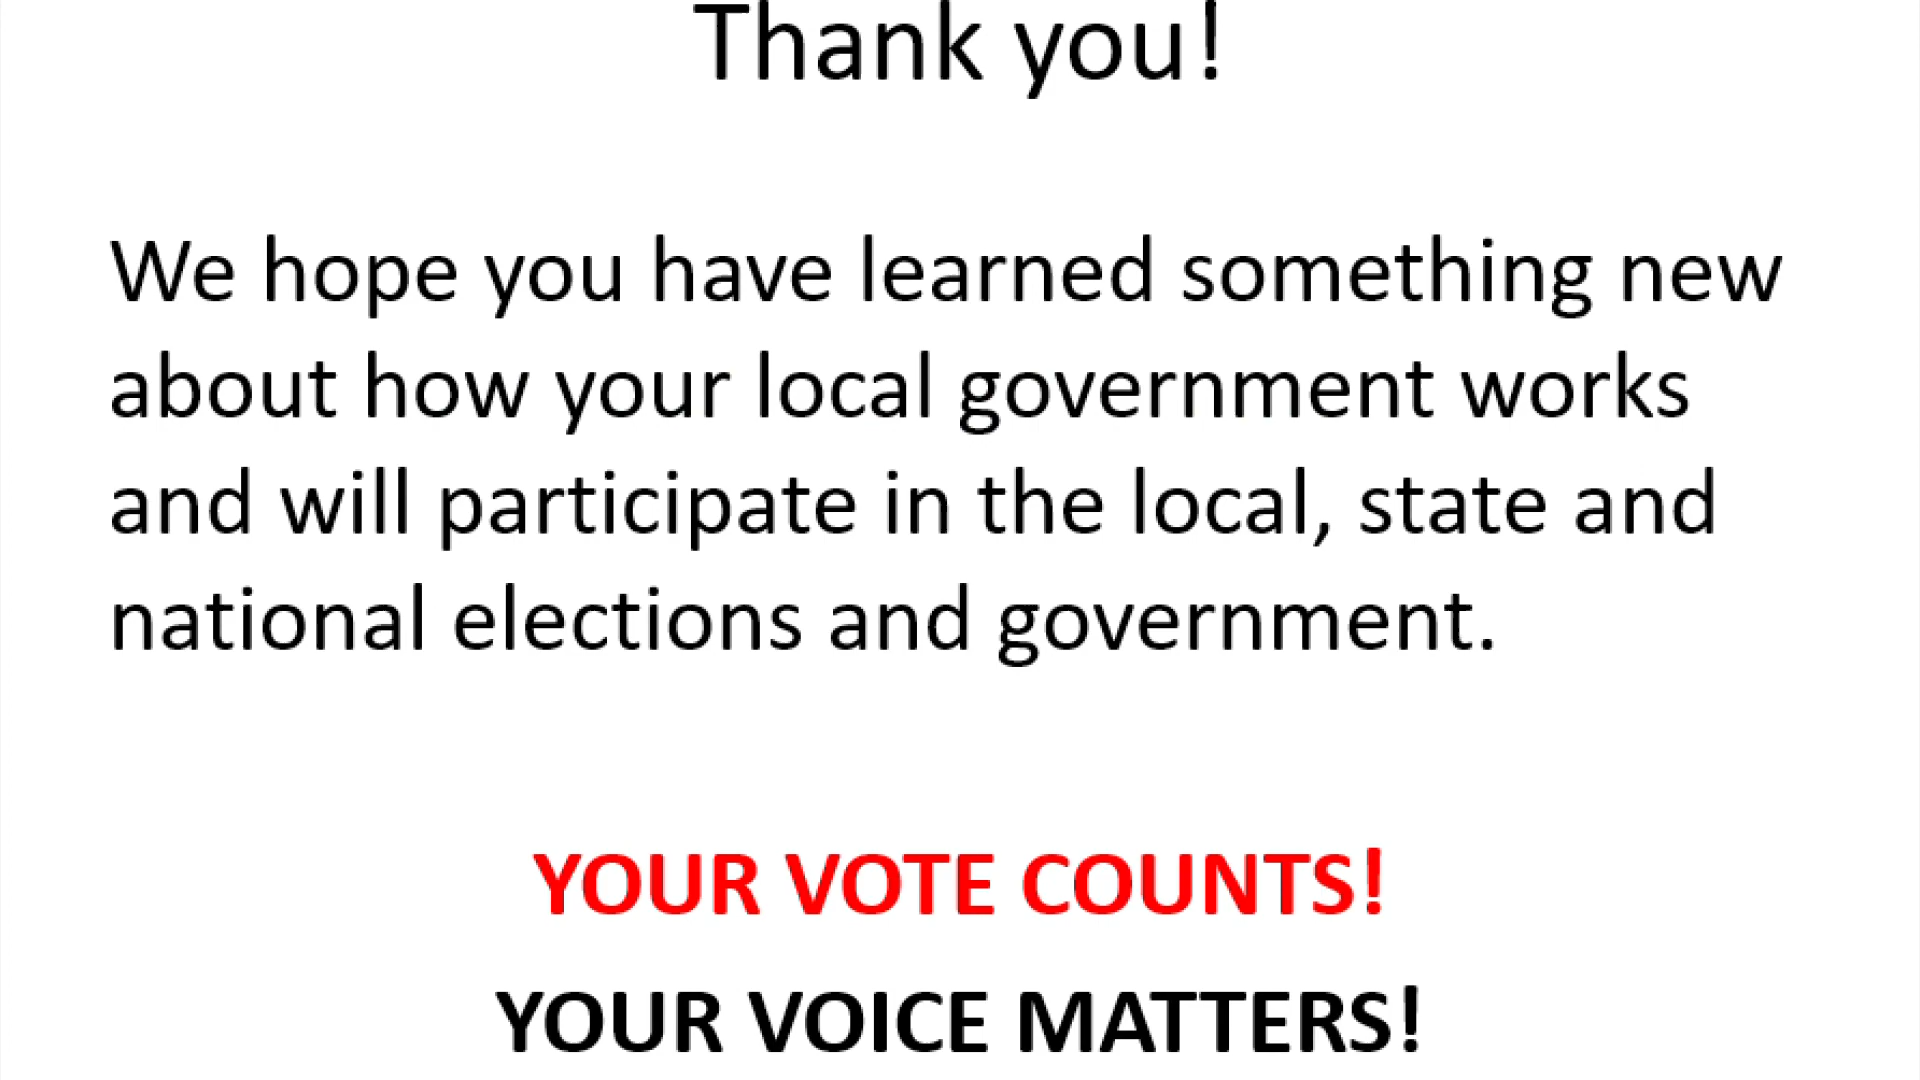 Thank you!
We hope you have learned something new
about how your local government works
and will participate in the local, state and
national elections and government.
YOUR VOTE COUNTS!
YOUR VOICE MATTERS!